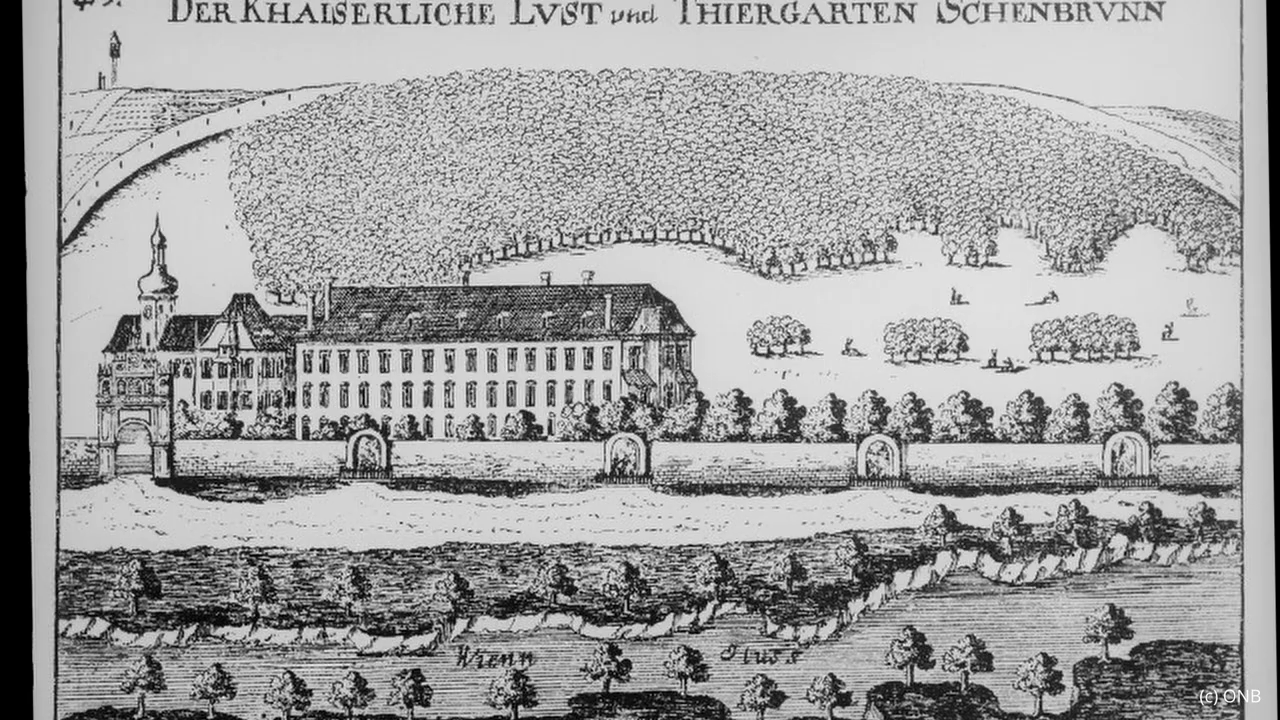 DER KHAISERLICHE LVST und THIERGARTEN SCHENBRVNN
Wienn Fluss
(c) ÖNB